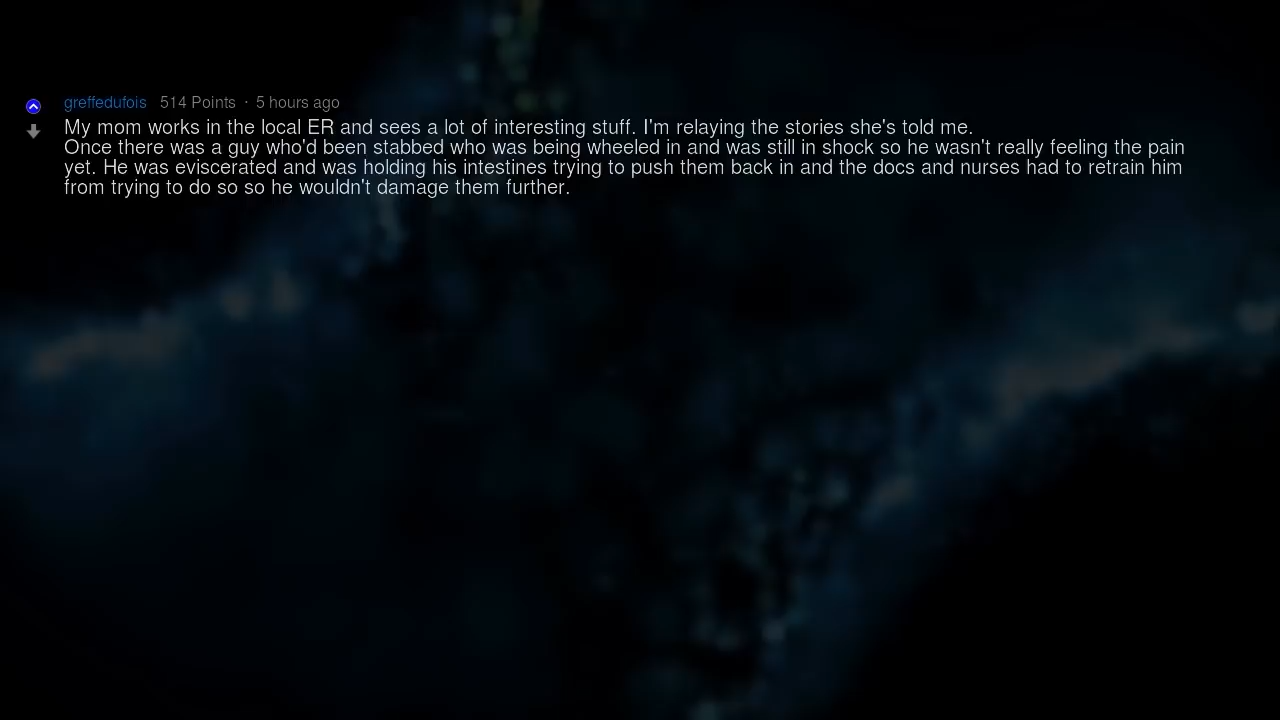 greffedufois 514 Points · 5 hours ago
My mom works in the local ER and sees a lot of interesting stuff. I'm relaying the stories she's told me.
Once there was a guy who'd been stabbed who was being wheeled in and was still in shock so he wasn't really feeling the pain
yet. He was eviscerated and was holding his intestines trying to push them back in and the docs and nurses had to retrain him
from trying to do so so he wouldn't damage them further.